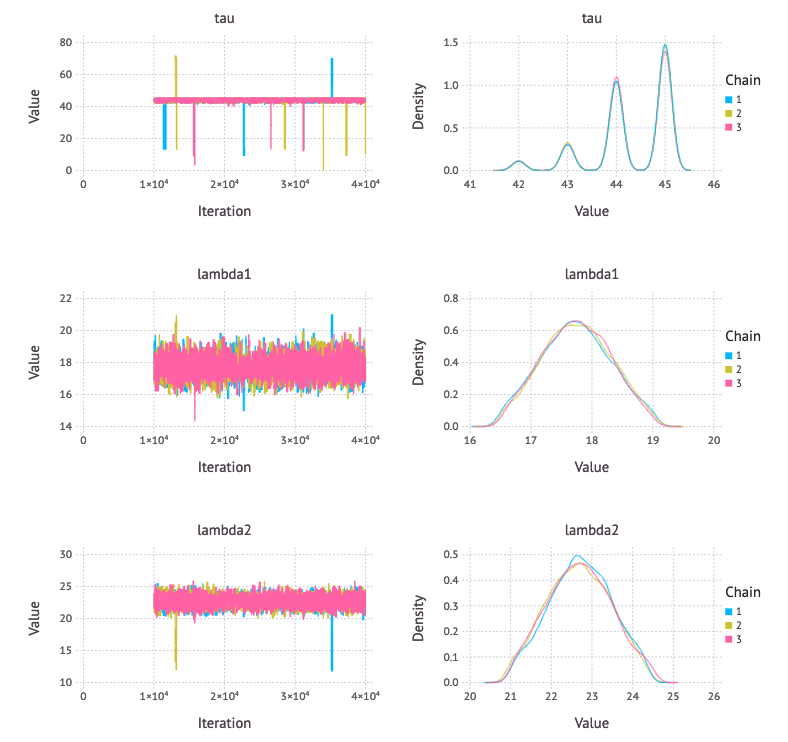 tau
Value
80
60
40
20
0
0 1×10⁴ 2×10⁴ 3×10⁴ 4×10⁴
Iteration
tau
Density
1.5
1.0
0.5
0.0
41 42 43 44 45 46
Value
Chain
1
2
3
lambda1
Value
22
20
18
16
14
0 1×10⁴ 2×10⁴ 3×10⁴ 4×10⁴
Iteration
lambda1
Density
0.8
0.6
0.4
0.2
0.0
16 17 18 19 20
Value
Chain
1
2
3
lambda2
Value
30
25
20
15
10
0 1×10⁴ 2×10⁴ 3×10⁴ 4×10⁴
Iteration
lambda2
Density
0.5
0.4
0.3
0.2
0.1
0.0
20 21 22 23 24 25 26
Value
Chain
1
2
3